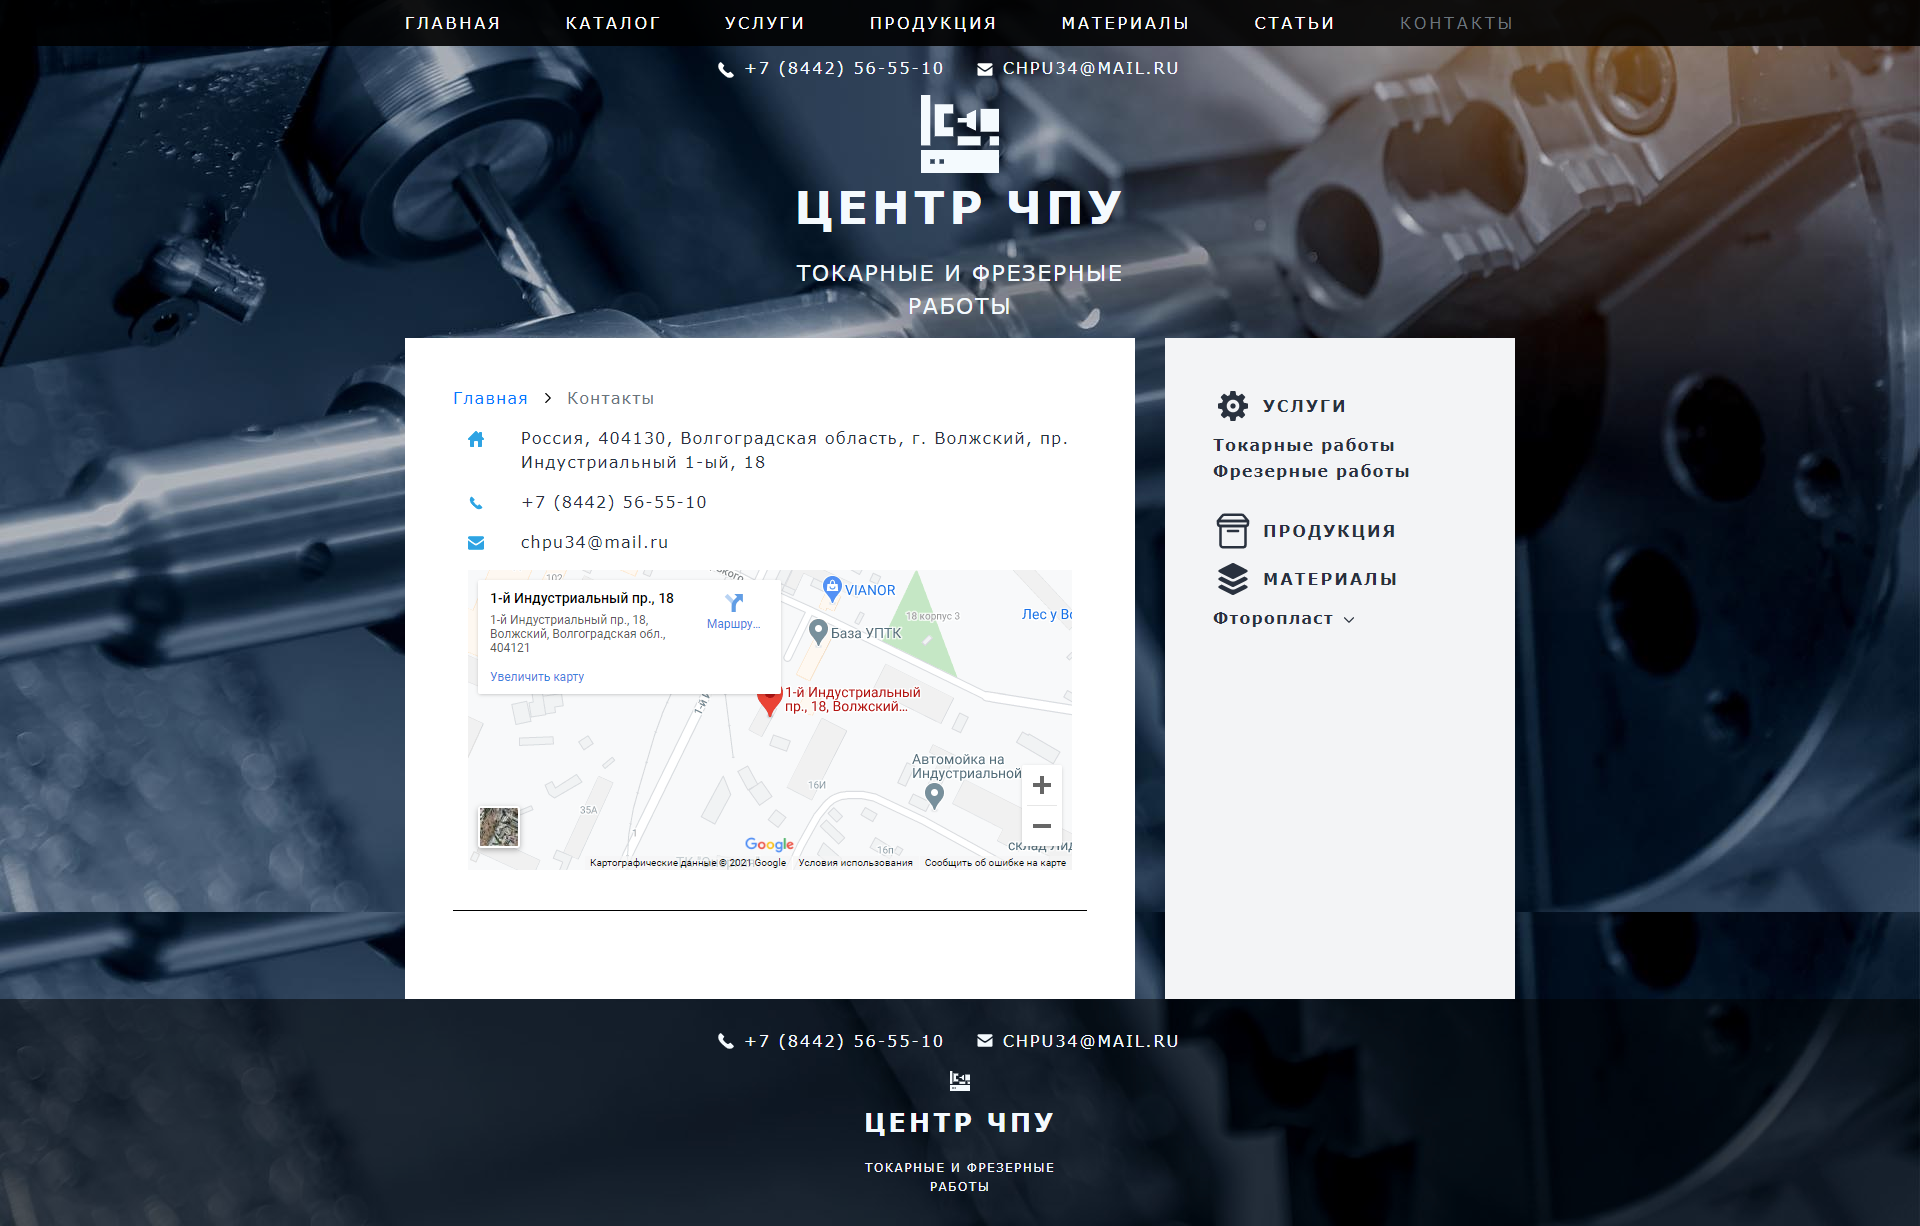 ГЛАВНАЯ КАТАЛОГ УСЛУГИ ПРОДУКЦИЯ МАТЕРИАЛЫ СТАТЬИ КОНТАКТЫ
+7 (8442) 56-55-10 CHPU34@MAIL.RU
ЦЕНТР ЧПУ
ТОКАРНЫЕ И ФРЕЗЕРНЫЕ
РАБОТЫ
Главная > Контакты
Россия, 404130, Волгоградская область, г. Волжский, пр.
Индустриальный 1-ый, 18
+7 (8442) 56-55-10
chpu34@mail.ru
102
1-й Индустриальный пр., 18
1-й Индустриальный пр., 18,
Волжский, Волгоградская обл.,
404121
Маршру...
Увеличить карту
VIANOR
18 корпус 3
Лес у Во
База УПТК
1-й Индустриальный
пр., 18, Волжский...
Автомойка на
Индустриальной
16И
35А
1
16п
Google
Картографические данные © 2021 Google Условия использования Сообщить об ошибке на карте
УСЛУГИ
Токарные работы
Фрезерные работы
ПРОДУКЦИЯ
МАТЕРИАЛЫ
Фторопласт
+7 (8442) 56-55-10 CHPU34@MAIL.RU
ЦЕНТР ЧПУ
ТОКАРНЫЕ И ФРЕЗЕРНЫЕ
РАБОТЫ